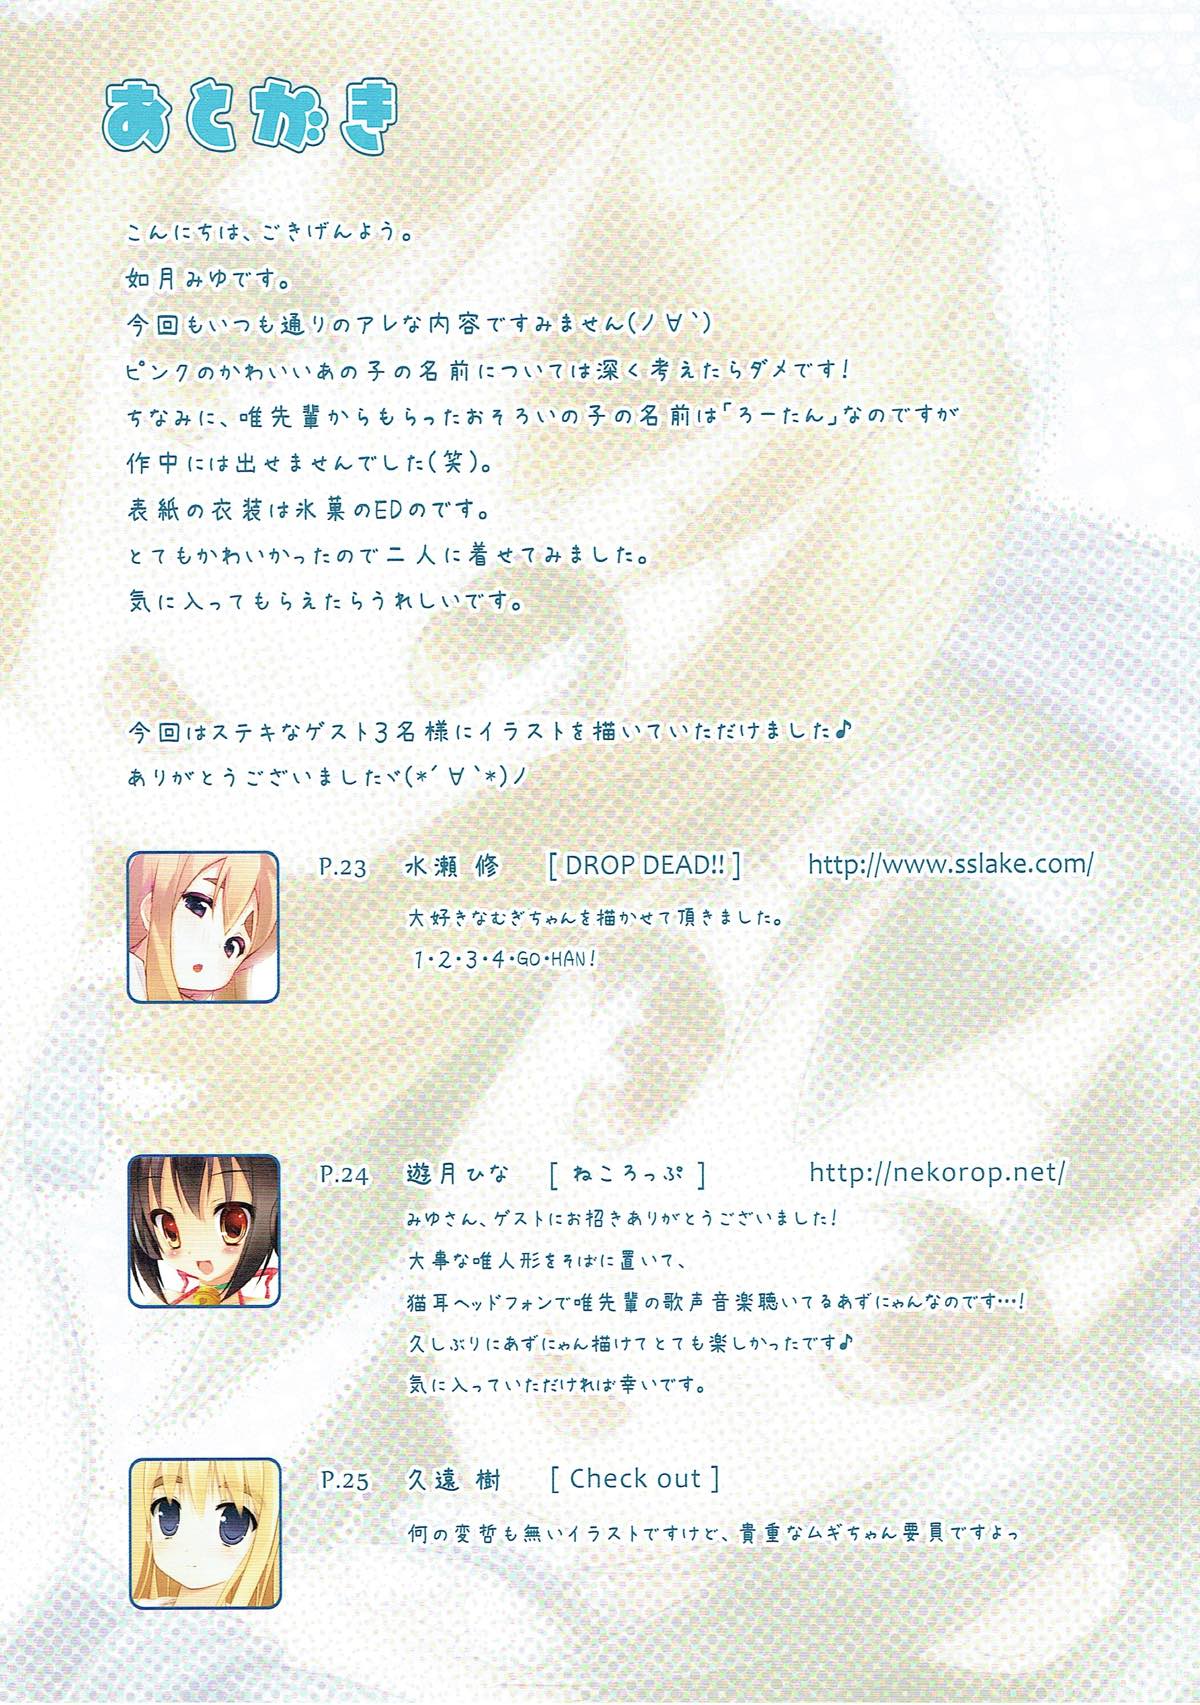 あとがき
こんにちは、ごきげんよう。
如月みゆです。
今回もいつも通りのアレな内容ですみません(ノ∀`)
ピンクのかわいいあの子の名前については深く考えたらダメです!
ちなみに、唯先輩からもらったおそろいの子の名前は「ろーたん」なのですが
作中には出せませんでした(笑)。
表紙の衣装は氷菓のEDのです。
とてもかわいかったので二人に着せてみました。
気に入ってもらえたらうれしいです。
今回はステキなゲスト3名様にイラストを描いていただけました♪
ありがとうございましたヾ(*´∀`*)ノ
P.23 水瀬 修 [ DROP DEAD!! ] http://www.sslake.com/
大好きなむぎちゃんを描かせて頂きました。
1・2・3・4・GO・HAN!
P.24 遊月ひな [ ねころっぷ ] http://nekorop.net/
みゆさん、ゲストにお招きありがとうございました!
大事な唯人形をそばに置いて、
猫耳ヘッドフォンで唯先輩の歌声音楽聴いてるあずにゃんなのです…!
久しぶりにあずにゃん描けてとても楽しかったです♪
気に入っていただければ幸いです。
P.25 久遠 樹 [ Check out ]
何の変哲も無いイラストですけど、貴重なムギちゃん要員ですよっ